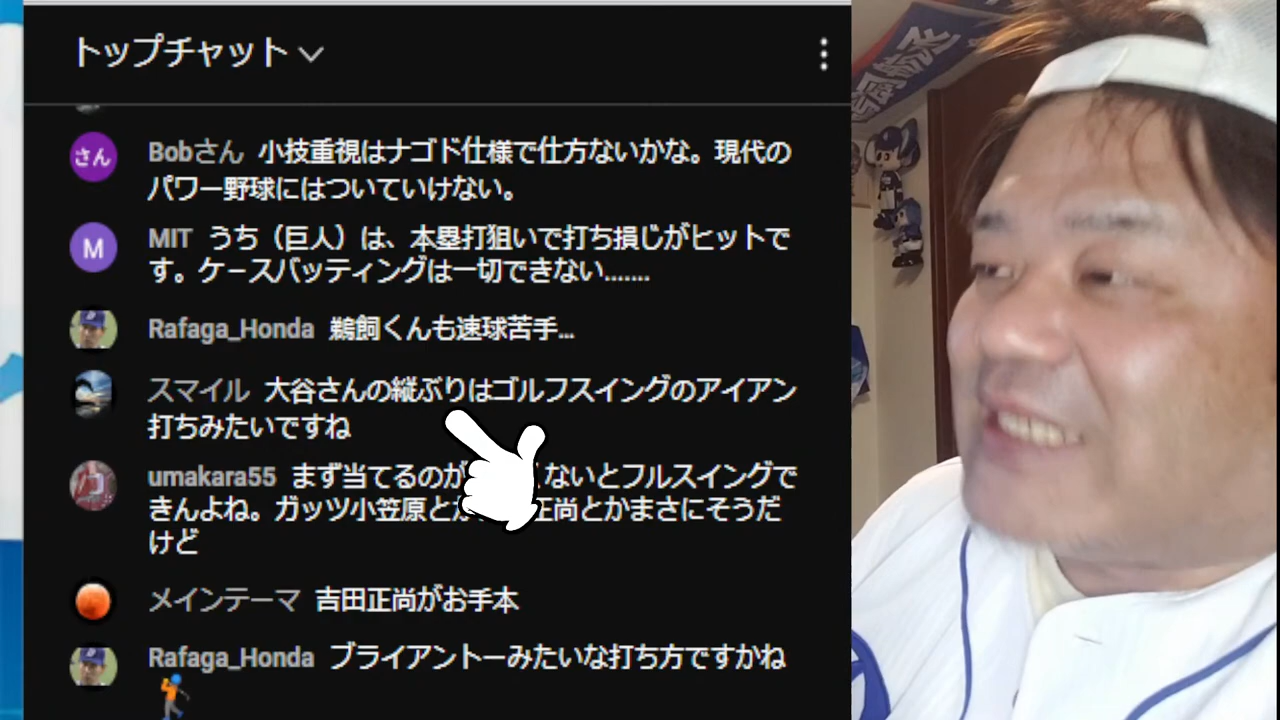 トップチャット
さん
Bobさん 小技重視はナゴド仕様で仕方ないかな。現代の
パワー野球にはついていけない。
M
MIT うち（巨人）は、本塁打狙いで打ち損じがヒットで
す。ケースバッティングは一切できない.......
Rafaga_Honda 鵜飼くんも速球苦手...
スマイル 大谷さんの縦ぶりはゴルフスイングのアイアン
打ちみたいですね
umakara55 まず当てるのが ないとフルスイングで
きんよね。ガッツ小笠原とか 正尚とかまさにそうだ
けど
メインテーマ 吉田正尚がお手本
Rafaga_Honda ブライアントーみたいな打ち方ですかね